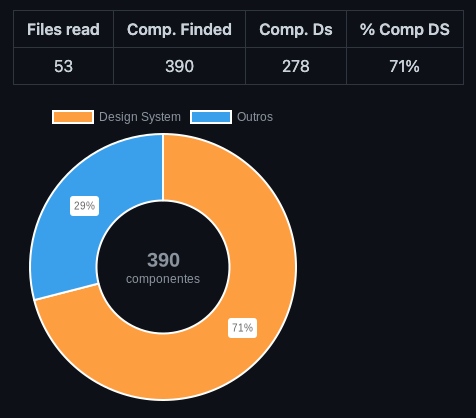 Files read Comp. Finded Comp. Ds % Comp DS
53 390 278 71%
Design System Outros
29%
390
componentes
71%